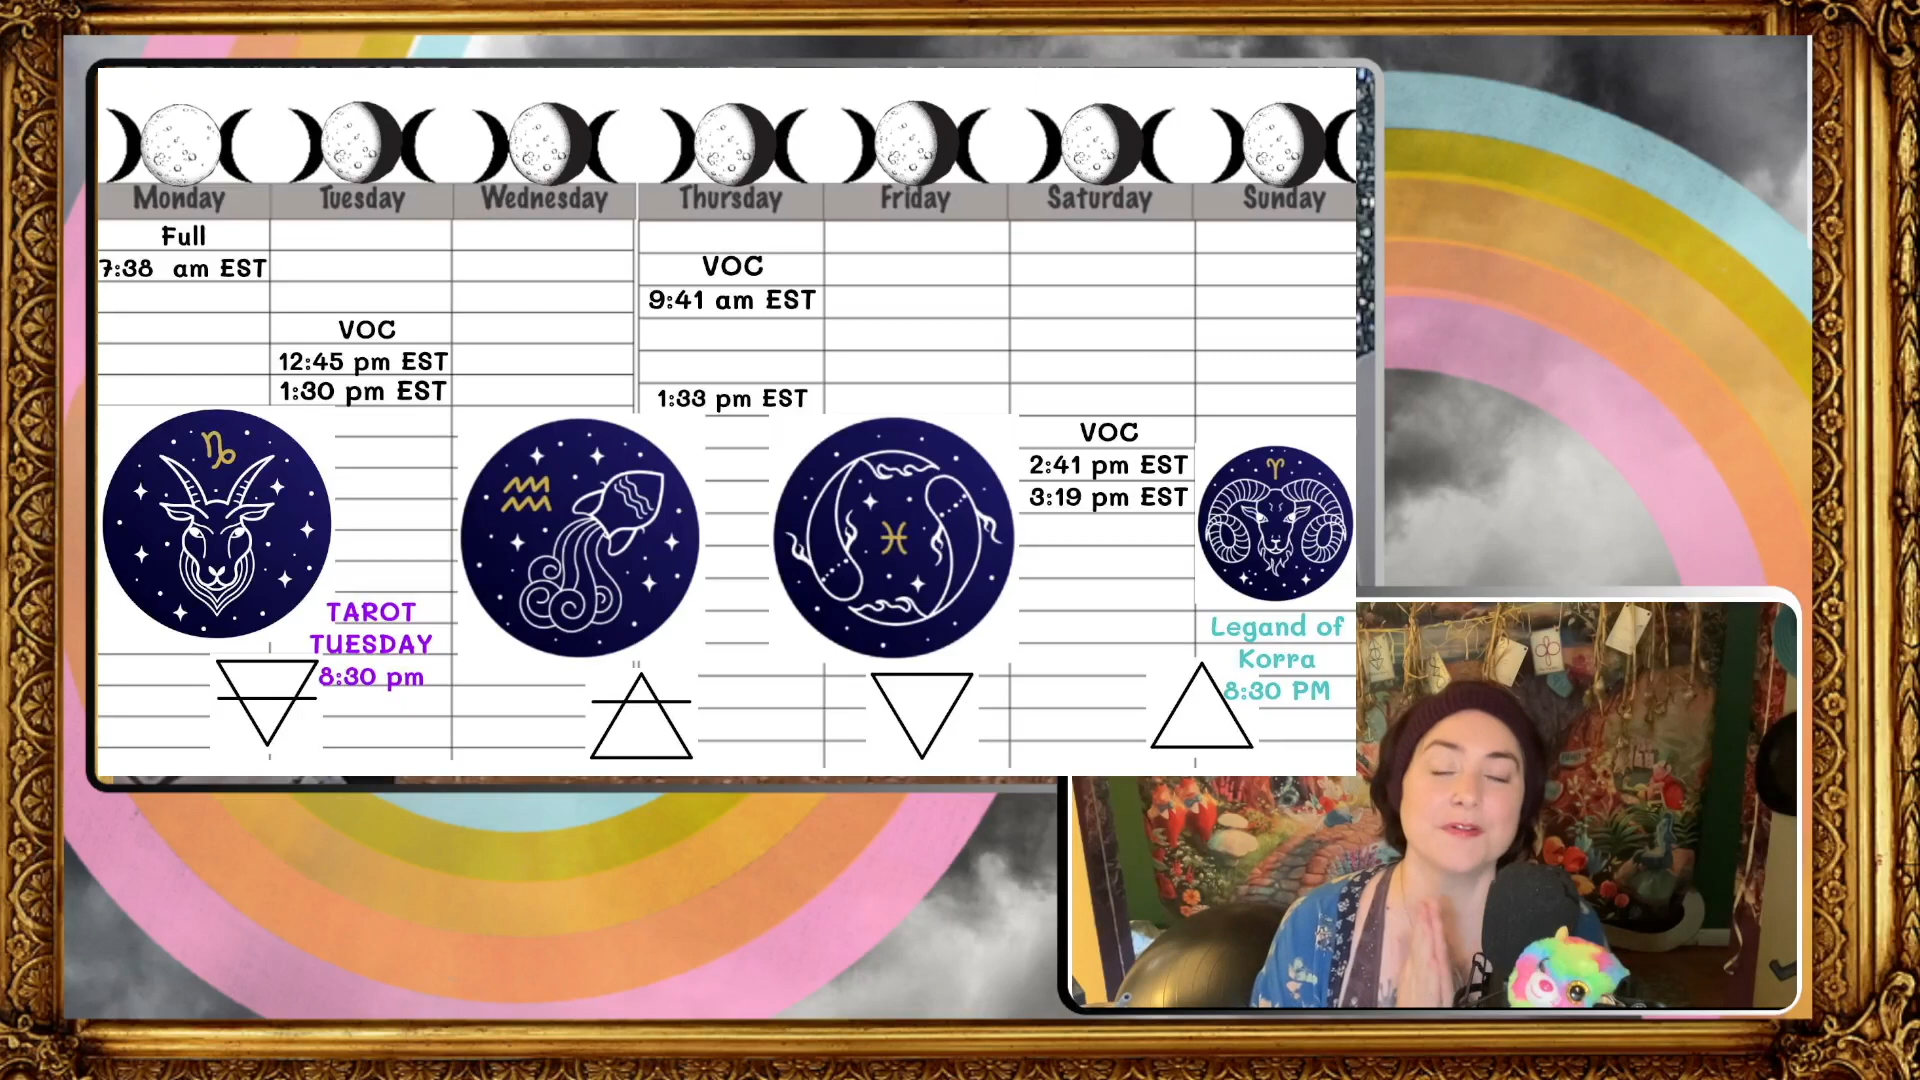 Monday Tuesday Wednesday Thursday Friday Saturday Sunday
Full
7:38 am EST
VOC
12:45 pm EST
1:30 pm EST
TAROT
TUESDAY
8:30 pm
VOC
9:41 am EST
1:33 pm EST
VOC
2:41 pm EST
3:19 pm EST
Legand of
Korra
8:30 PM